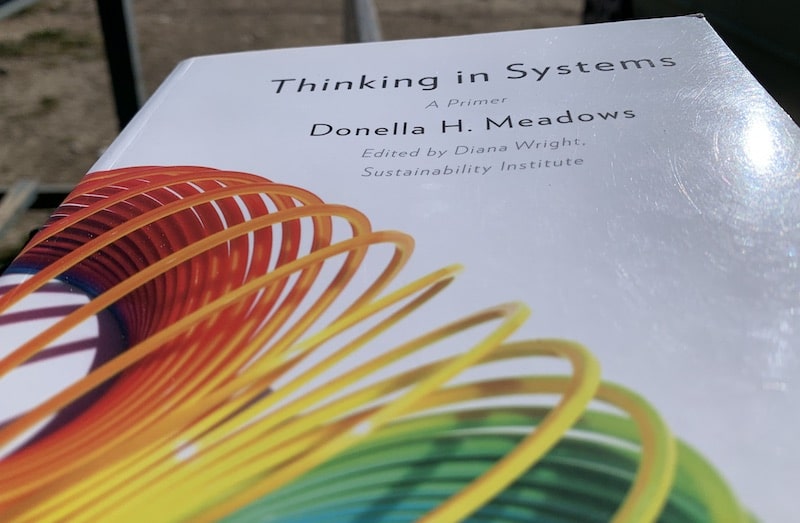 Thinking in Systems
A Primer
Donella H. Meadows
Edited by Diana Wright,
Sustainability Institute